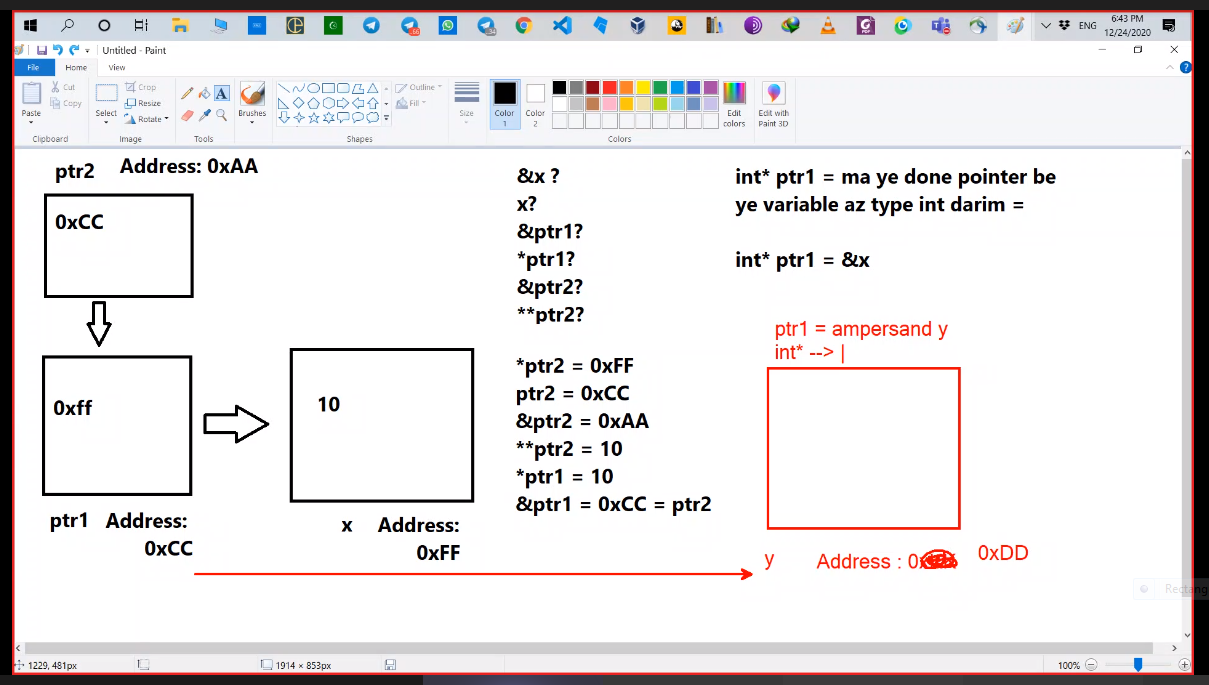 6:43 PM
ENG
12/24/2020
Untitled - Paint
File
Home
View
Paste
Cut
Copy
Clipboard
Select
Crop
Resize
Rotate
Image
Tools
Brushes
Shapes
Outline
Fill
Size
Color 1
Color 2
Edit colors
Edit with Paint 3D
Colors
ptr2 Address: 0xAA
0xCC
0xff
ptr1 Address:
0xCC
10
x Address:
0xFF
&x ?
x?
&ptr1?
*ptr1?
&ptr2?
**ptr2?
*ptr2 = 0xFF
ptr2 = 0xCC
&ptr2 = 0xAA
**ptr2 = 10
*ptr1 = 10
&ptr1 = 0xCC = ptr2
int* ptr1 = ma ye done pointer be
ye variable az type int darim =
int* ptr1 = &x
ptr1 = ampersand y
int* --> |
y Address : 0x 0xDD
Rectang
1229, 481px
1914 × 853px
100%